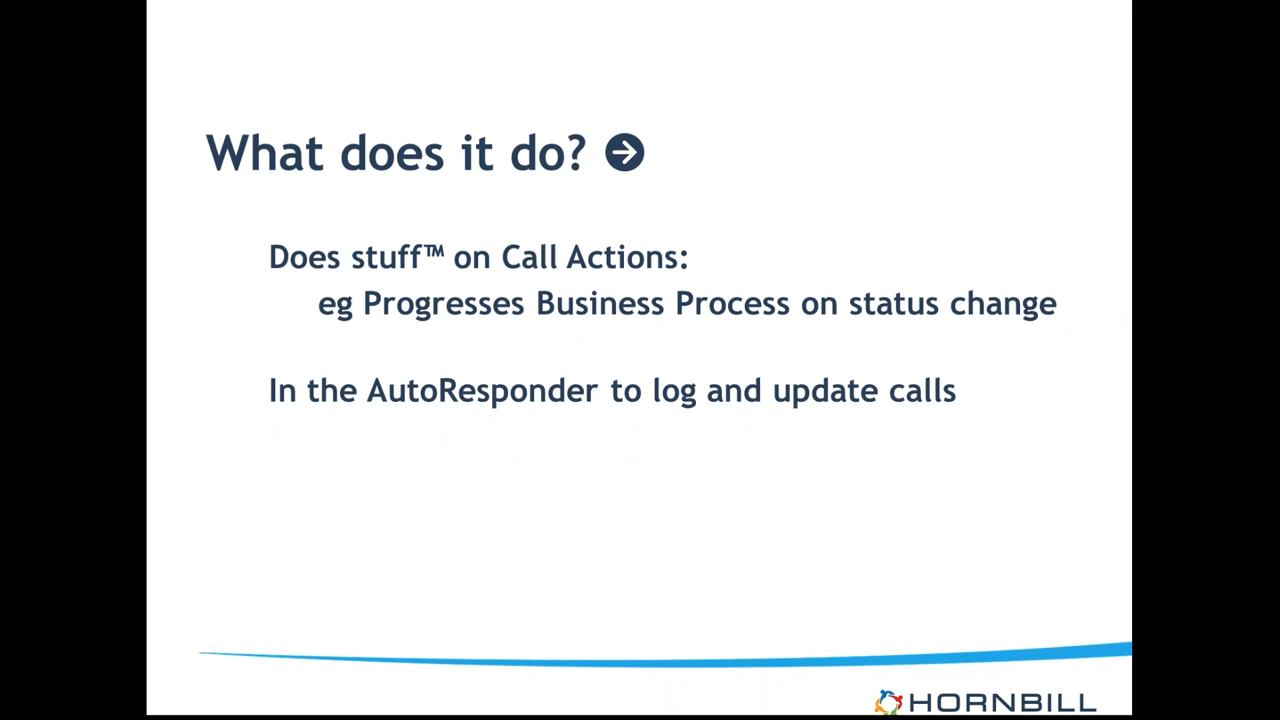 What does it do?
Does stuff™ on Call Actions:
eg Progresses Business Process on status change
In the AutoResponder to log and update calls
HORNBILL